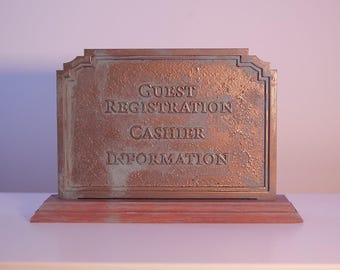 Guest
Registration
Cashier
Information